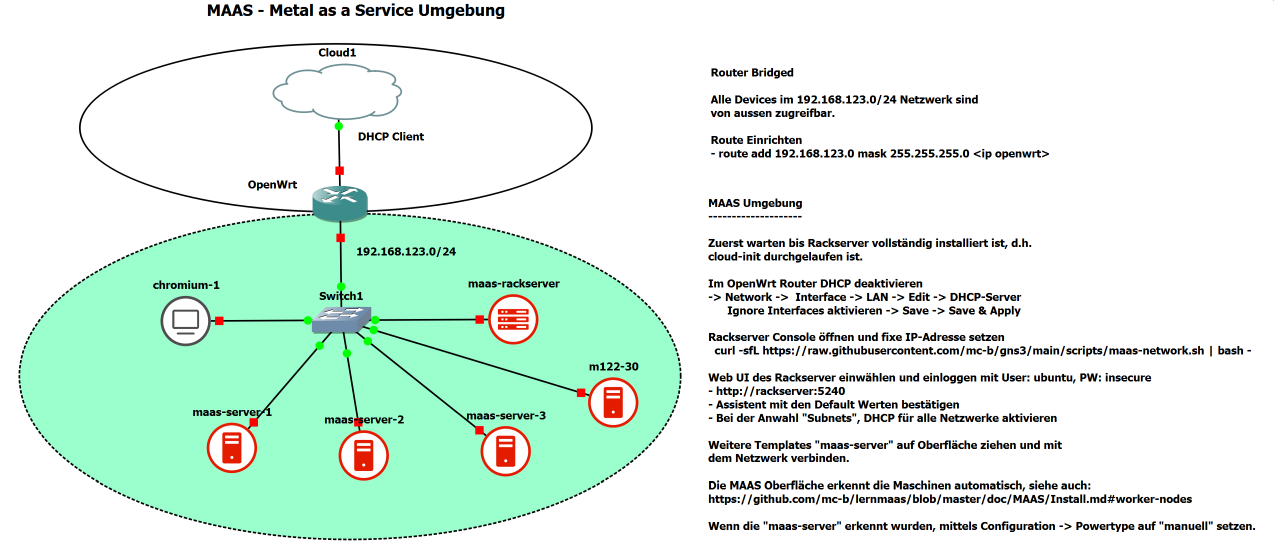 MAAS - Metal as a Service Umgebung
Cloud1
DHCP Client
OpenWrt
192.168.123.0/24
chromium-1
Switch1
maas-rackserver
m122-30
maas-server-1
maas-server-2
maas-server-3
Router Bridged
Alle Devices im 192.168.123.0/24 Netzwerk sind
von aussen zugreifbar.
Route Einrichten
- route add 192.168.123.0 mask 255.255.255.0 <ip openwrt>
MAAS Umgebung
--------------------
Zuerst warten bis Rackserver vollständig installiert ist, d.h.
cloud-init durchgelaufen ist.
Im OpenWrt Router DHCP deaktivieren
-> Network -> Interface -> LAN -> Edit -> DHCP-Server
Ignore Interfaces aktivieren -> Save -> Save & Apply
Rackserver Console öffnen und fixe IP-Adresse setzen
curl -sfL https://raw.githubusercontent.com/mc-b/gns3/main/scripts/maas-network.sh | bash -
Web UI des Rackserver einwählen und einloggen mit User: ubuntu, PW: insecure
- http://rackserver:5240
- Assistent mit den Default Werten bestätigen
- Bei der Anwahl "Subnets", DHCP für alle Netzwerke aktivieren
Weitere Templates "maas-server" auf Oberfläche ziehen und mit
dem Netzwerk verbinden.
Die MAAS Oberfläche erkennt die Maschinen automatisch, siehe auch:
https://github.com/mc-b/lernmaas/blob/master/doc/MAAS/Install.md#worker-nodes
Wenn die "maas-server" erkennt wurden, mittels Configuration -> Powertype auf "manuell" setzen.